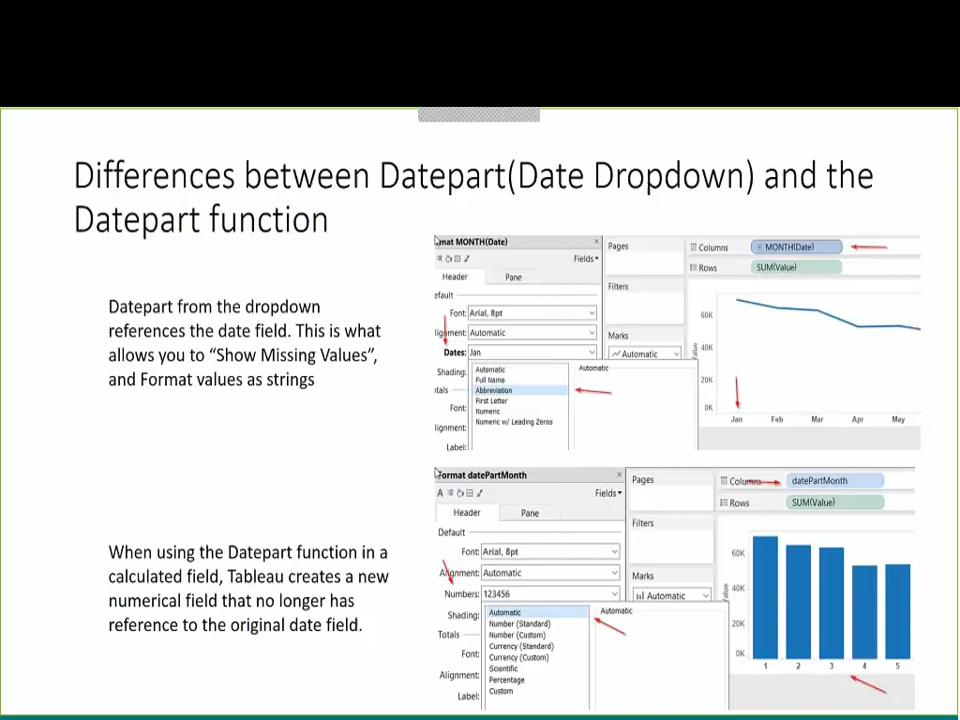 Differences between Datepart(Date Dropdown) and the
Datepart function
Datepart from the dropdown
references the date field. This is what
allows you to “Show Missing Values”,
and Format values as strings
When using the Datepart function in a
calculated field, Tableau creates a new
numerical field that no longer has
reference to the original date field.
mat MONTH(Date) ×
Fields
Header Pane
efault
Font: Arial, 8pt
Automatic
Dates: Jan
Shading:
Automatic
Full Name
Abbreviation
First Letter
Numeric
Numeric w/ Leading Zeros
Automatic
tals
Font:
lignment:
Label:
Pages
Filters
Marks
Automatic
Columns MONTH(Date)
Rows SUM(Value)
60K
40K
20K
0K
Value
Jan Feb Mar Apr May
Format datePartMonth ×
A Fields
Header Pane
Default
Font: Arial, 8pt
Alignment: Automatic
Numbers: 123456
Shading:
Automatic
Number (Standard)
Number (Custom)
Currency (Standard)
Currency (Custom)
Scientific
Percentage
Custom
Automatic
Totals
Font:
Alignment:
Label:
Pages
Filters
Marks
Automatic
Columns datePartMonth
Rows SUM(Value)
60K
40K
20K
0K
Value
1 2 3 4 5